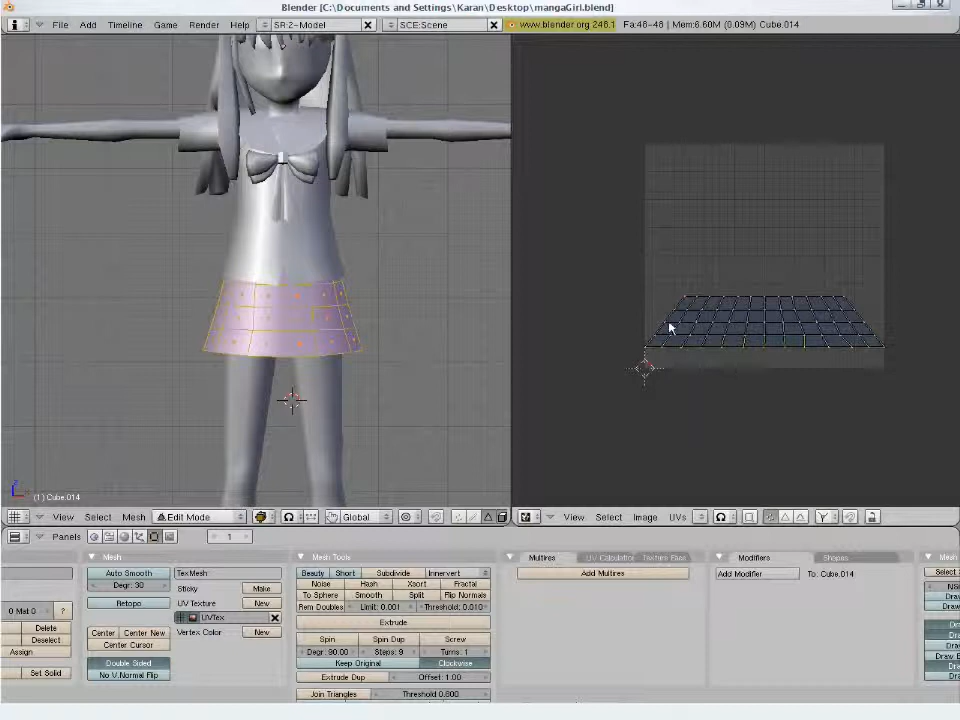 Blender [C:\Documents and Settings\Karan\Desktop\mangaGirl.blend]
File Add Timeline Game Render Help SR:2-Model SCE:Scene www.blender.org 248.1 Fa:48-48 | Mem:6.60M (0.09M) Cube.014
(1) Cube.014
View Select Mesh Edit Mode Global View Select Image UVs
Panels 1
Mesh Mesh Tools Multires UV Calculation Texture Faces Modifiers Shapes Mesh
Auto Smooth TexMesh Beauty Short Subdivide Innervert Add Multires Add Modifier To: Cube.014 Select
Degr: 30 Sticky Make Noise Hash Xsort Fractal
Retopo UV Texture New To Sphere Smooth Split Flip Normals
0 Mat 0 ? UVTex Rem Doubles Limit: 0.001 Threshold: 0.010
Delete Center Center New Vertex Color New Extrude
Deselect Center Cursor Spin Spin Dup Screw
Assign Degr: 90.00 Steps: 9 Turns: 1
Double Sided Keep Original Clockwise
Set Solid No V.Normal Flip Extrude Dup Offset: 1.00
Join Triangles Threshold 0.800